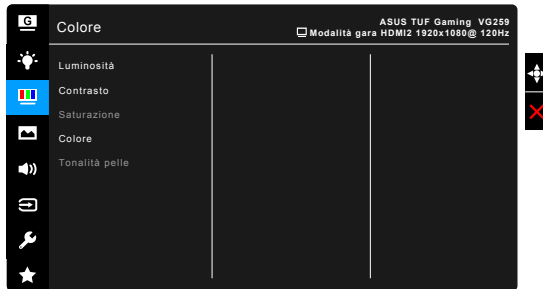 G
Colore
ASUS TUF Gaming VG259
Modalità gara HDMI2 1920x1080@ 120Hz
Luminosità
Contrasto
Saturazione
Colore
Tonalità pelle